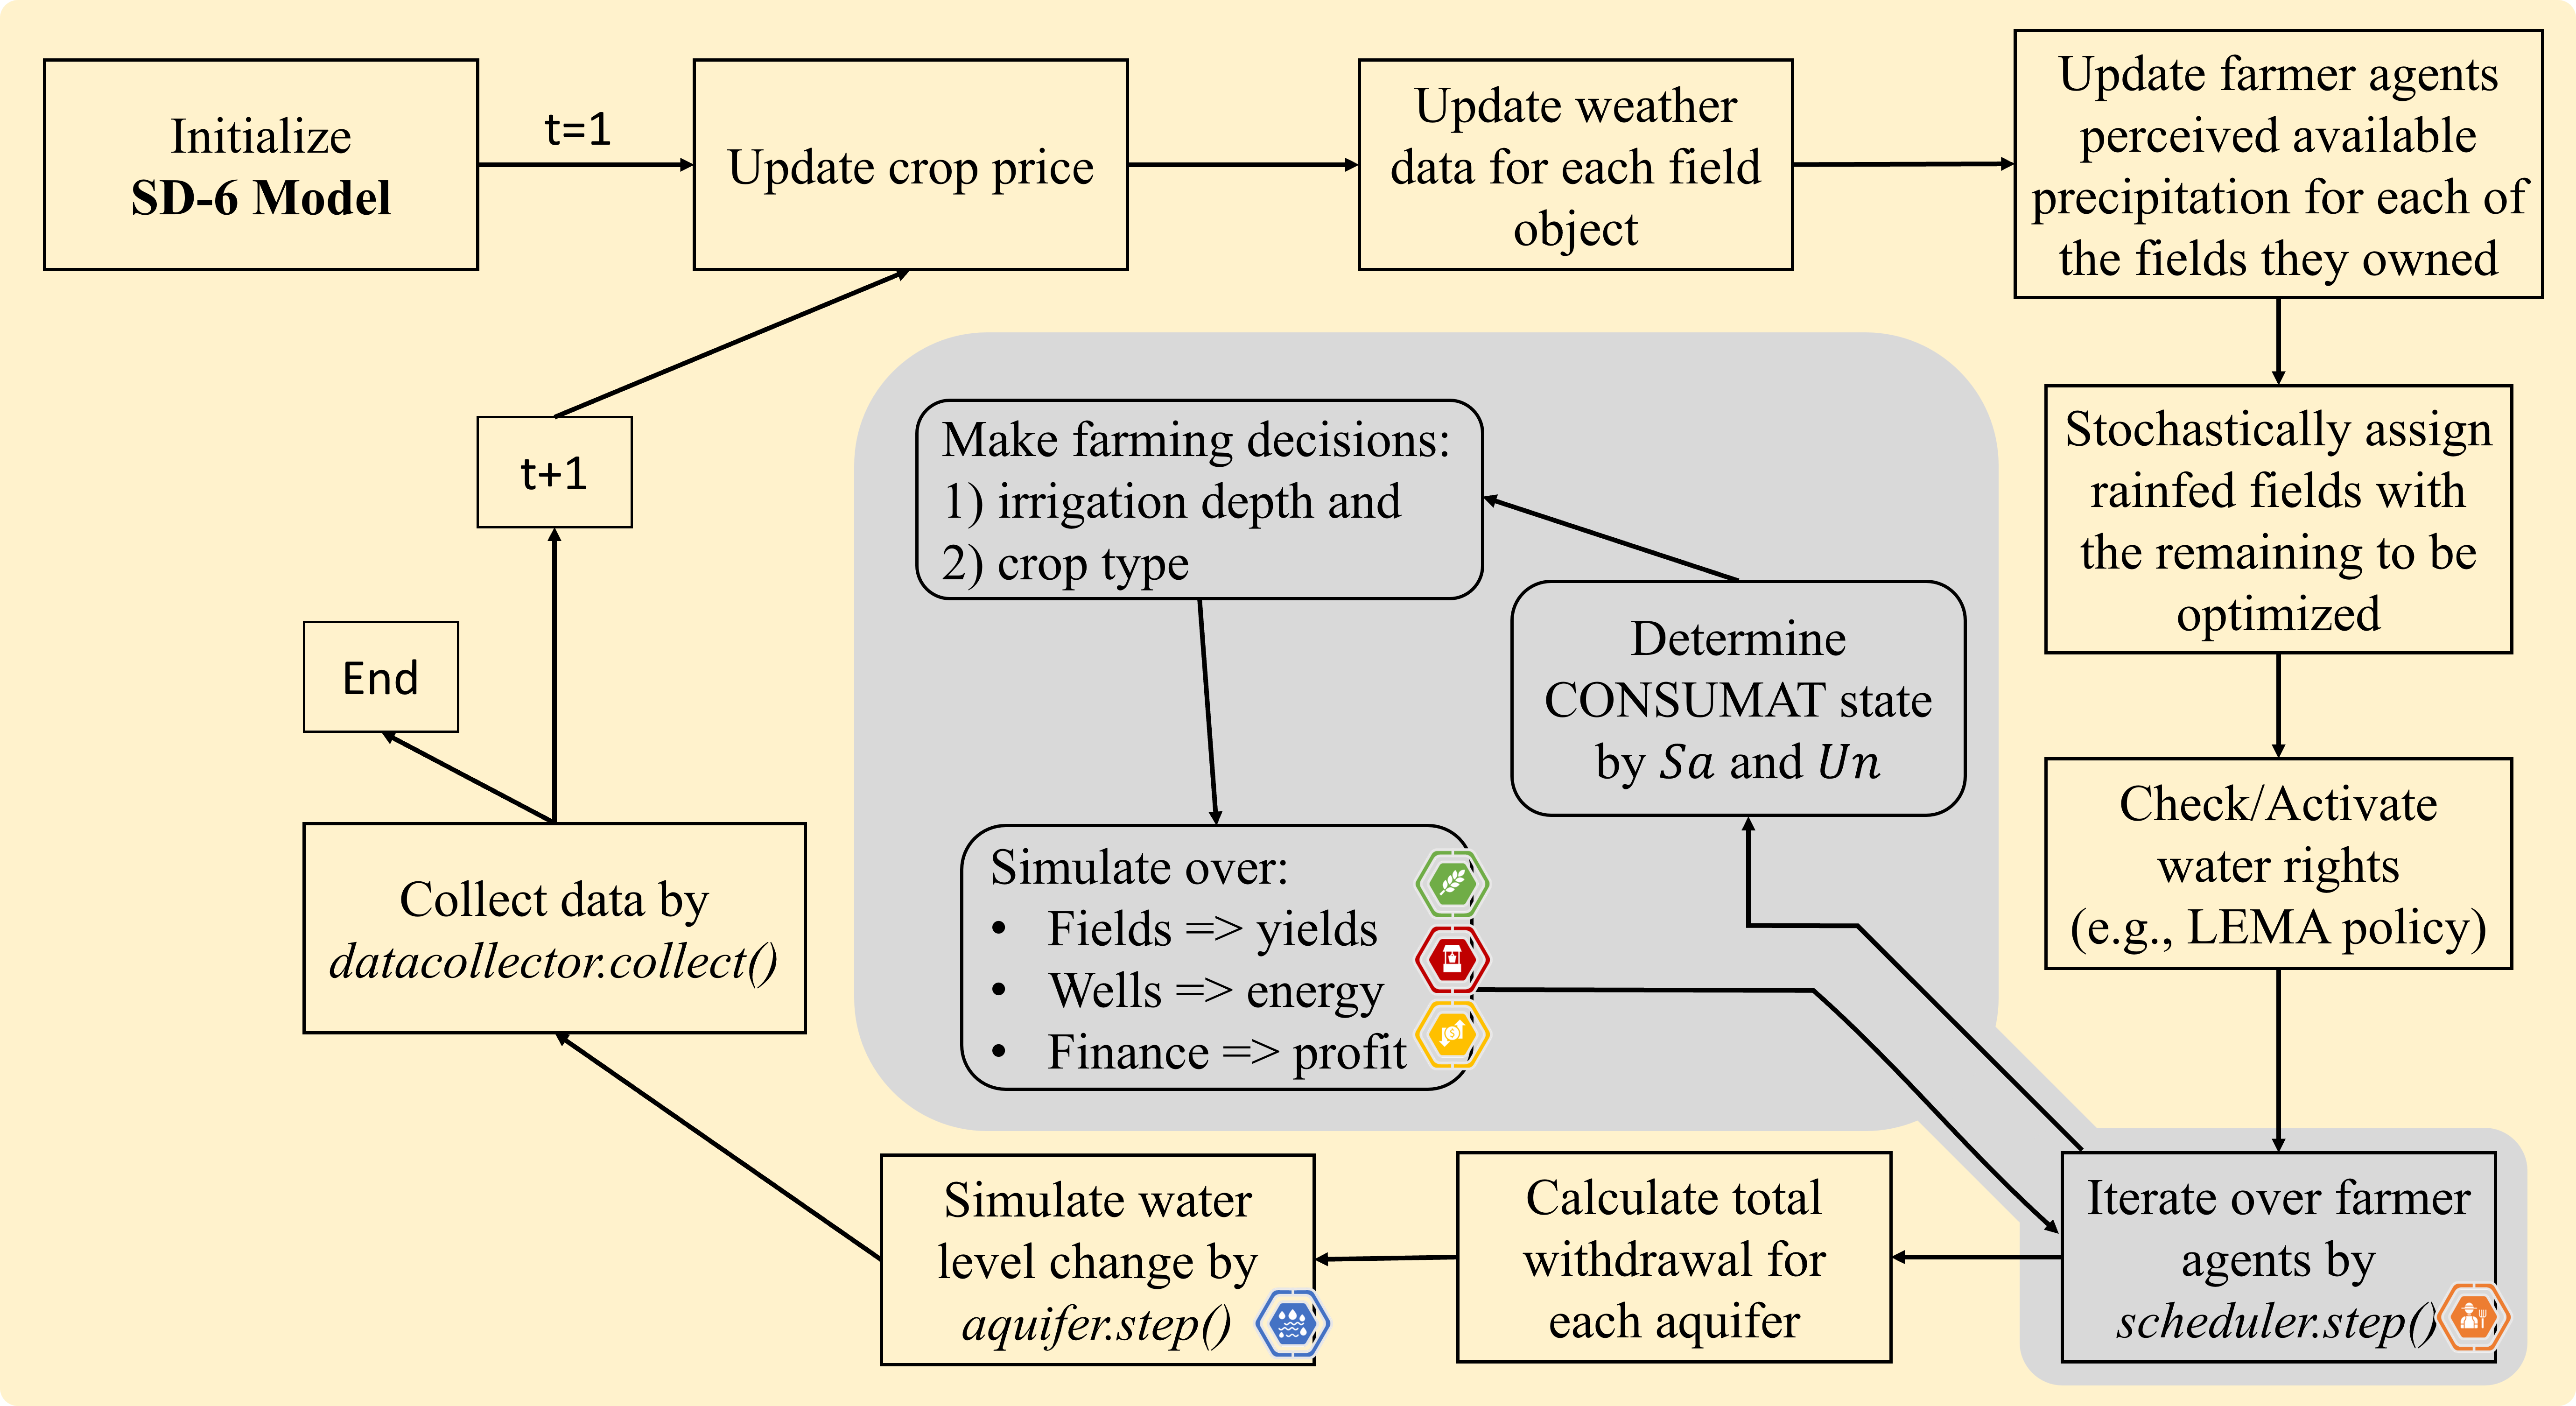 Initialize
SD-6 Model
t=1
Update crop price
Update weather
data for each field
object
Update farmer agents
perceived available
precipitation for each of
the fields they owned
Stochastically assign
rainfed fields with
the remaining to be
optimized
Check/Activate
water rights
(e.g., LEMA policy)
Iterate over farmer
agents by
scheduler.step()
Determine
CONSUMAT state
by Sa and Un
Make farming decisions:
1) irrigation depth and
2) crop type
Simulate over:
• Fields => yields
• Wells => energy
• Finance => profit
Calculate total
withdrawal for
each aquifer
Simulate water
level change by
aquifer.step()
Collect data by
datacollector.collect()
End
t+1